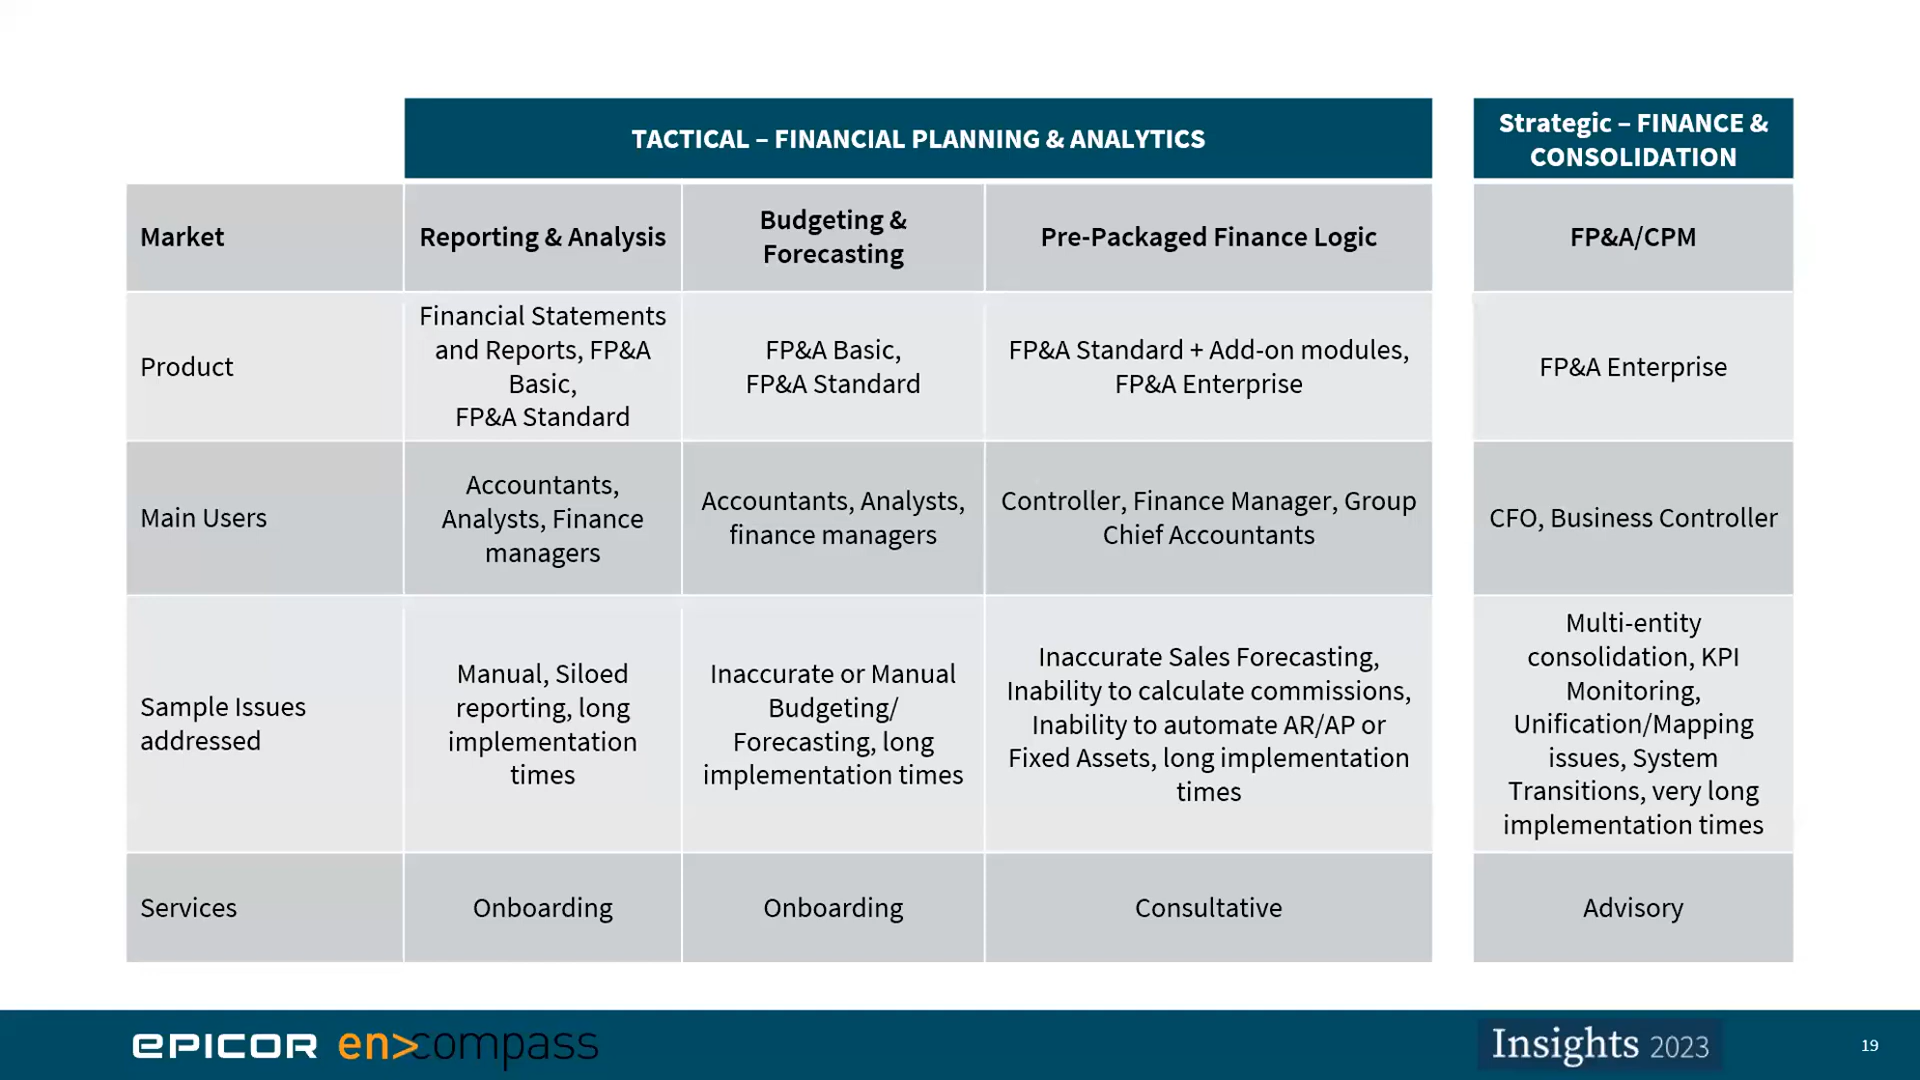 TACTICAL – FINANCIAL PLANNING & ANALYTICS
Strategic – FINANCE &
CONSOLIDATION
Market
Reporting & Analysis
Budgeting &
Forecasting
Pre-Packaged Finance Logic
FP&A/CPM
Product
Financial Statements
and Reports, FP&A
Basic,
FP&A Standard
FP&A Basic,
FP&A Standard
FP&A Standard + Add-on modules,
FP&A Enterprise
FP&A Enterprise
Main Users
Accountants,
Analysts, Finance
managers
Accountants, Analysts,
finance managers
Controller, Finance Manager, Group
Chief Accountants
CFO, Business Controller
Sample Issues
addressed
Manual, Siloed
reporting, long
implementation
times
Inaccurate or Manual
Budgeting/
Forecasting, long
implementation times
Inaccurate Sales Forecasting,
Inability to calculate commissions,
Inability to automate AR/AP or
Fixed Assets, long implementation
times
Multi-entity
consolidation, KPI
Monitoring,
Unification/Mapping
issues, System
Transitions, very long
implementation times
Services
Onboarding
Onboarding
Consultative
Advisory
EPICOR en>compass
Insights 2023
19